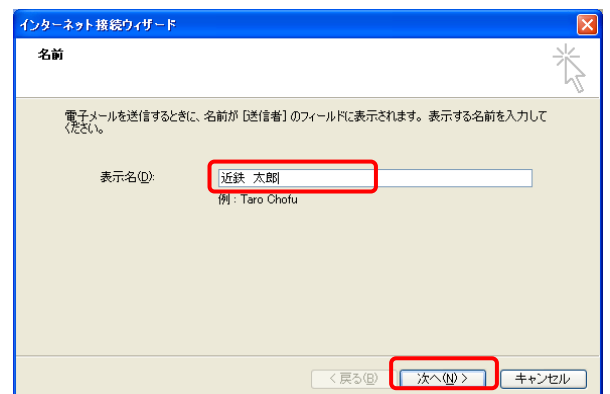 インターネット接続ウィザード
名前
電子メールを送信するときに、名前が [送信者] のフィールドに表示されます。表示する名前を入力して
ください。
表示名(D):
近鉄 太郎
例 : Taro Chofu
< 戻る(B)
次へ(N) >
キャンセル